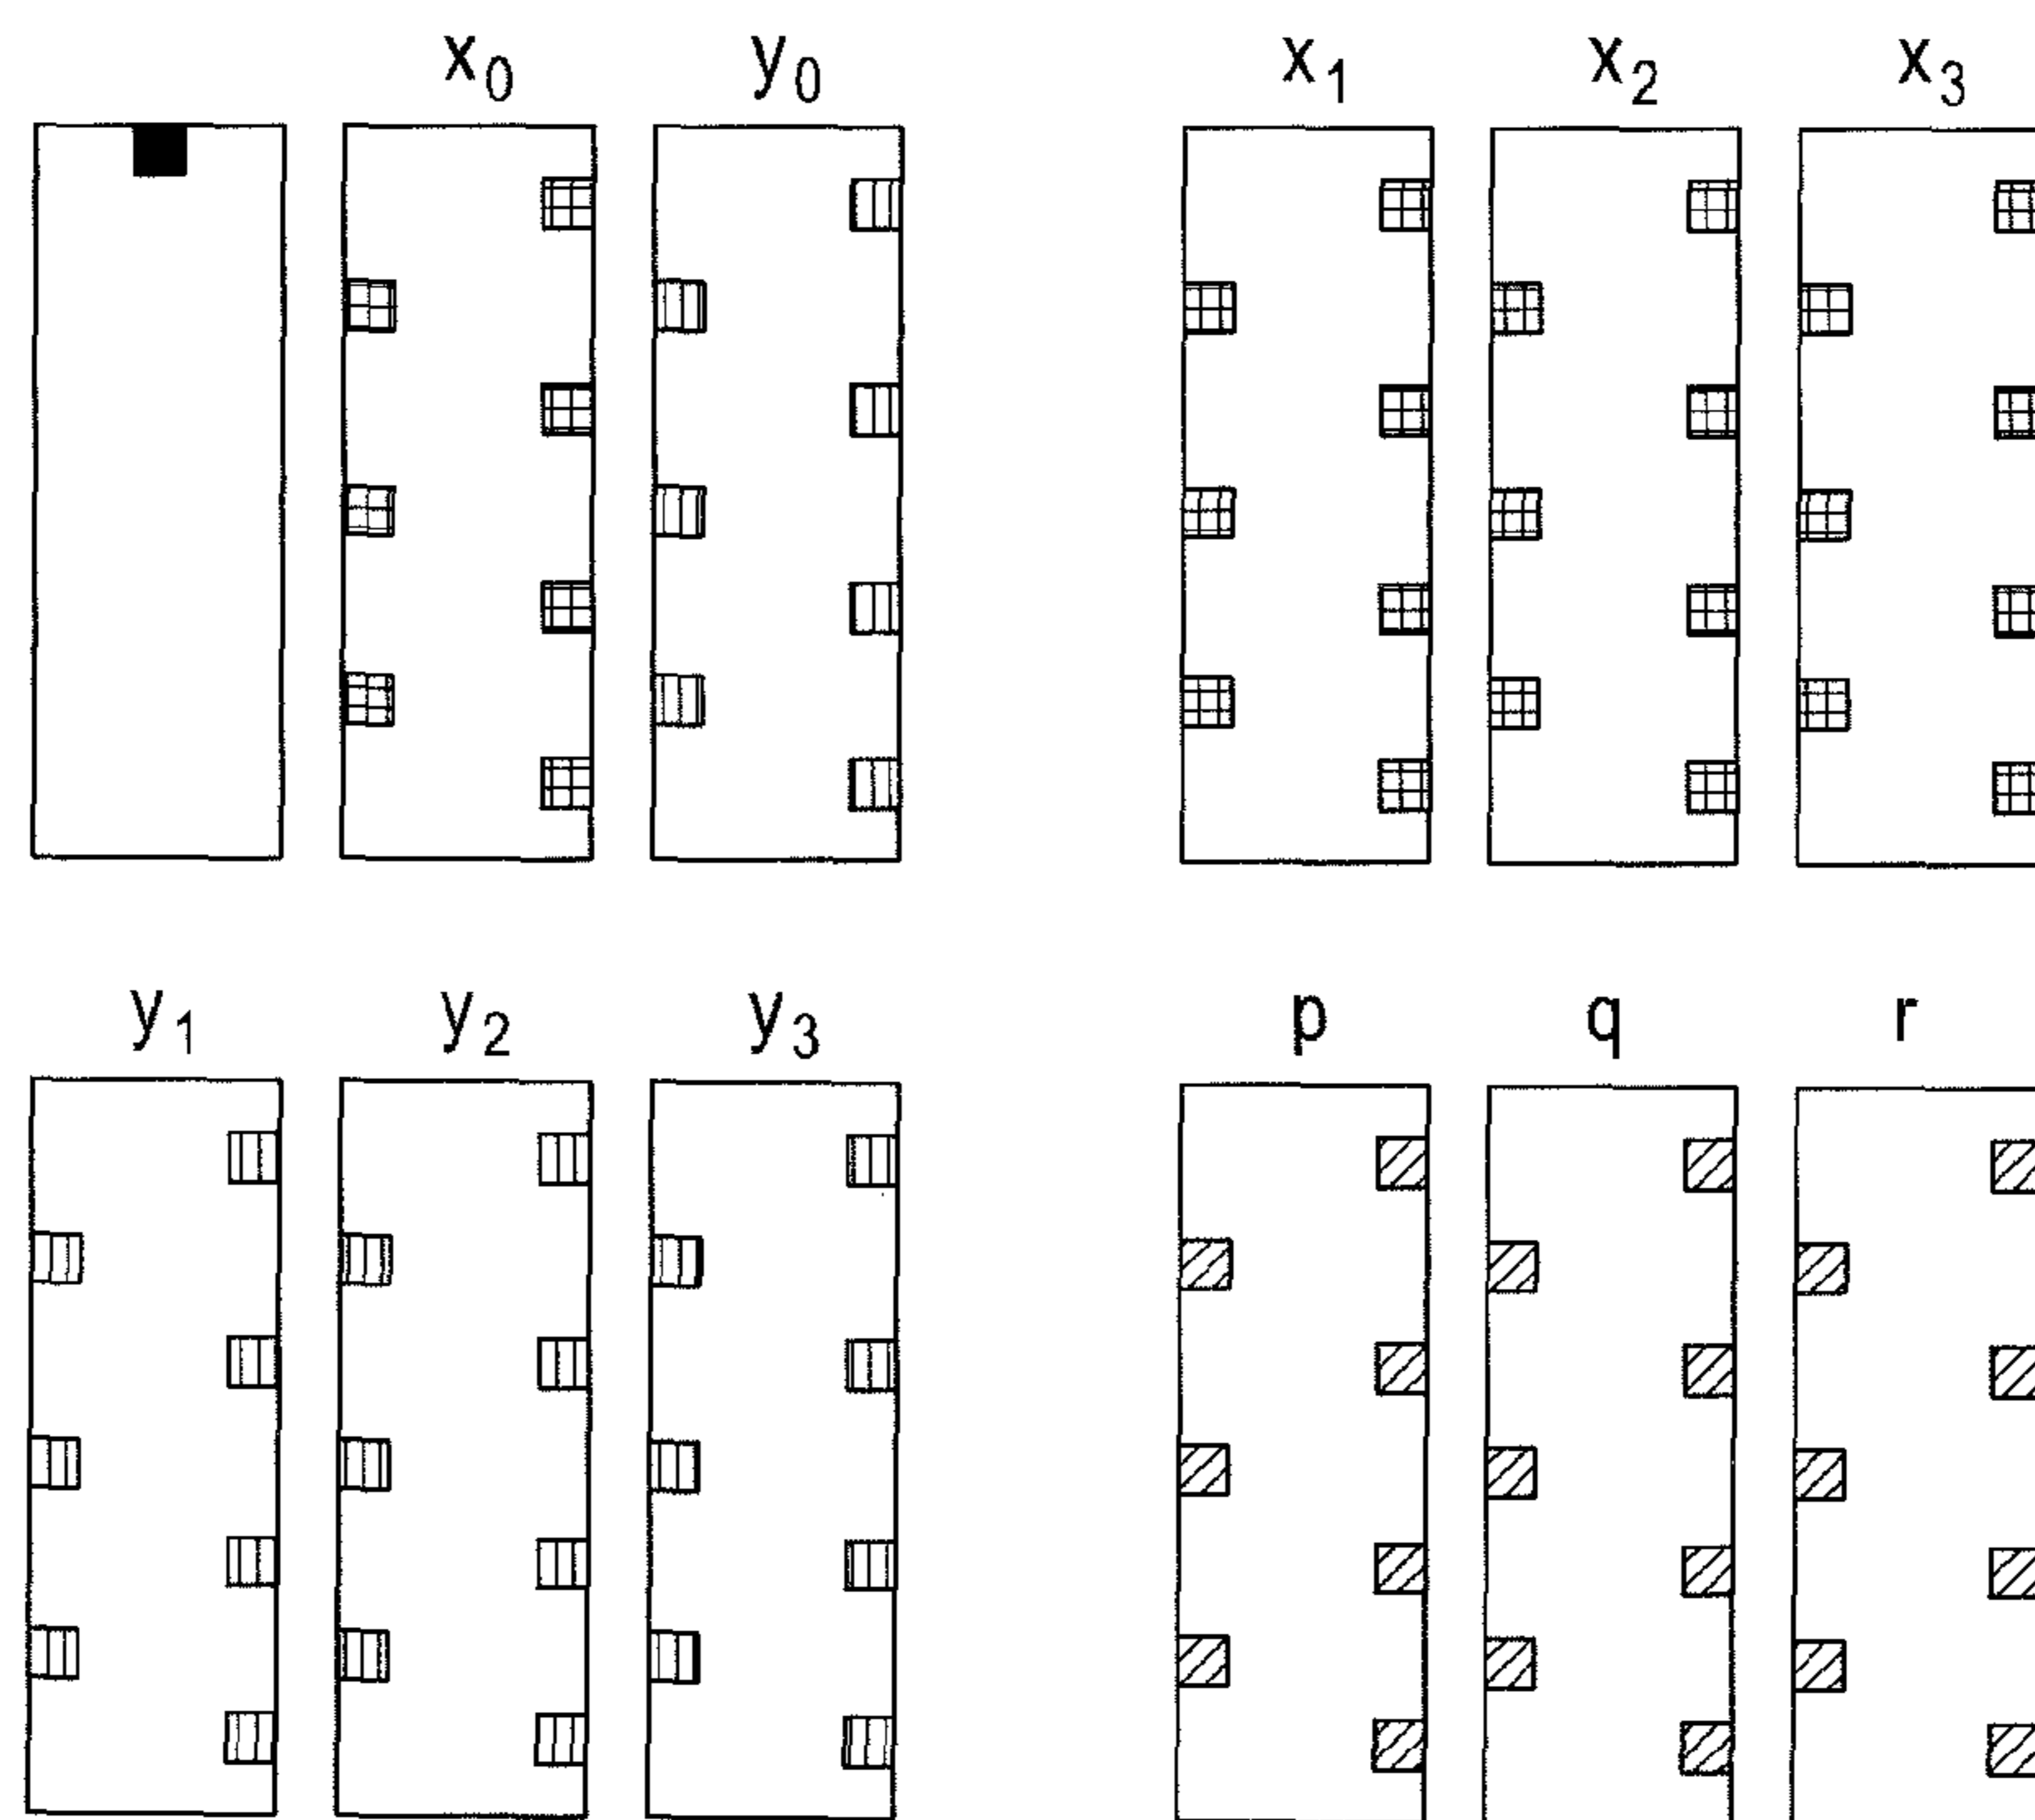 x₀ y₀ x₁ x₂ x₃
y₁ y₂ y₃ p q r